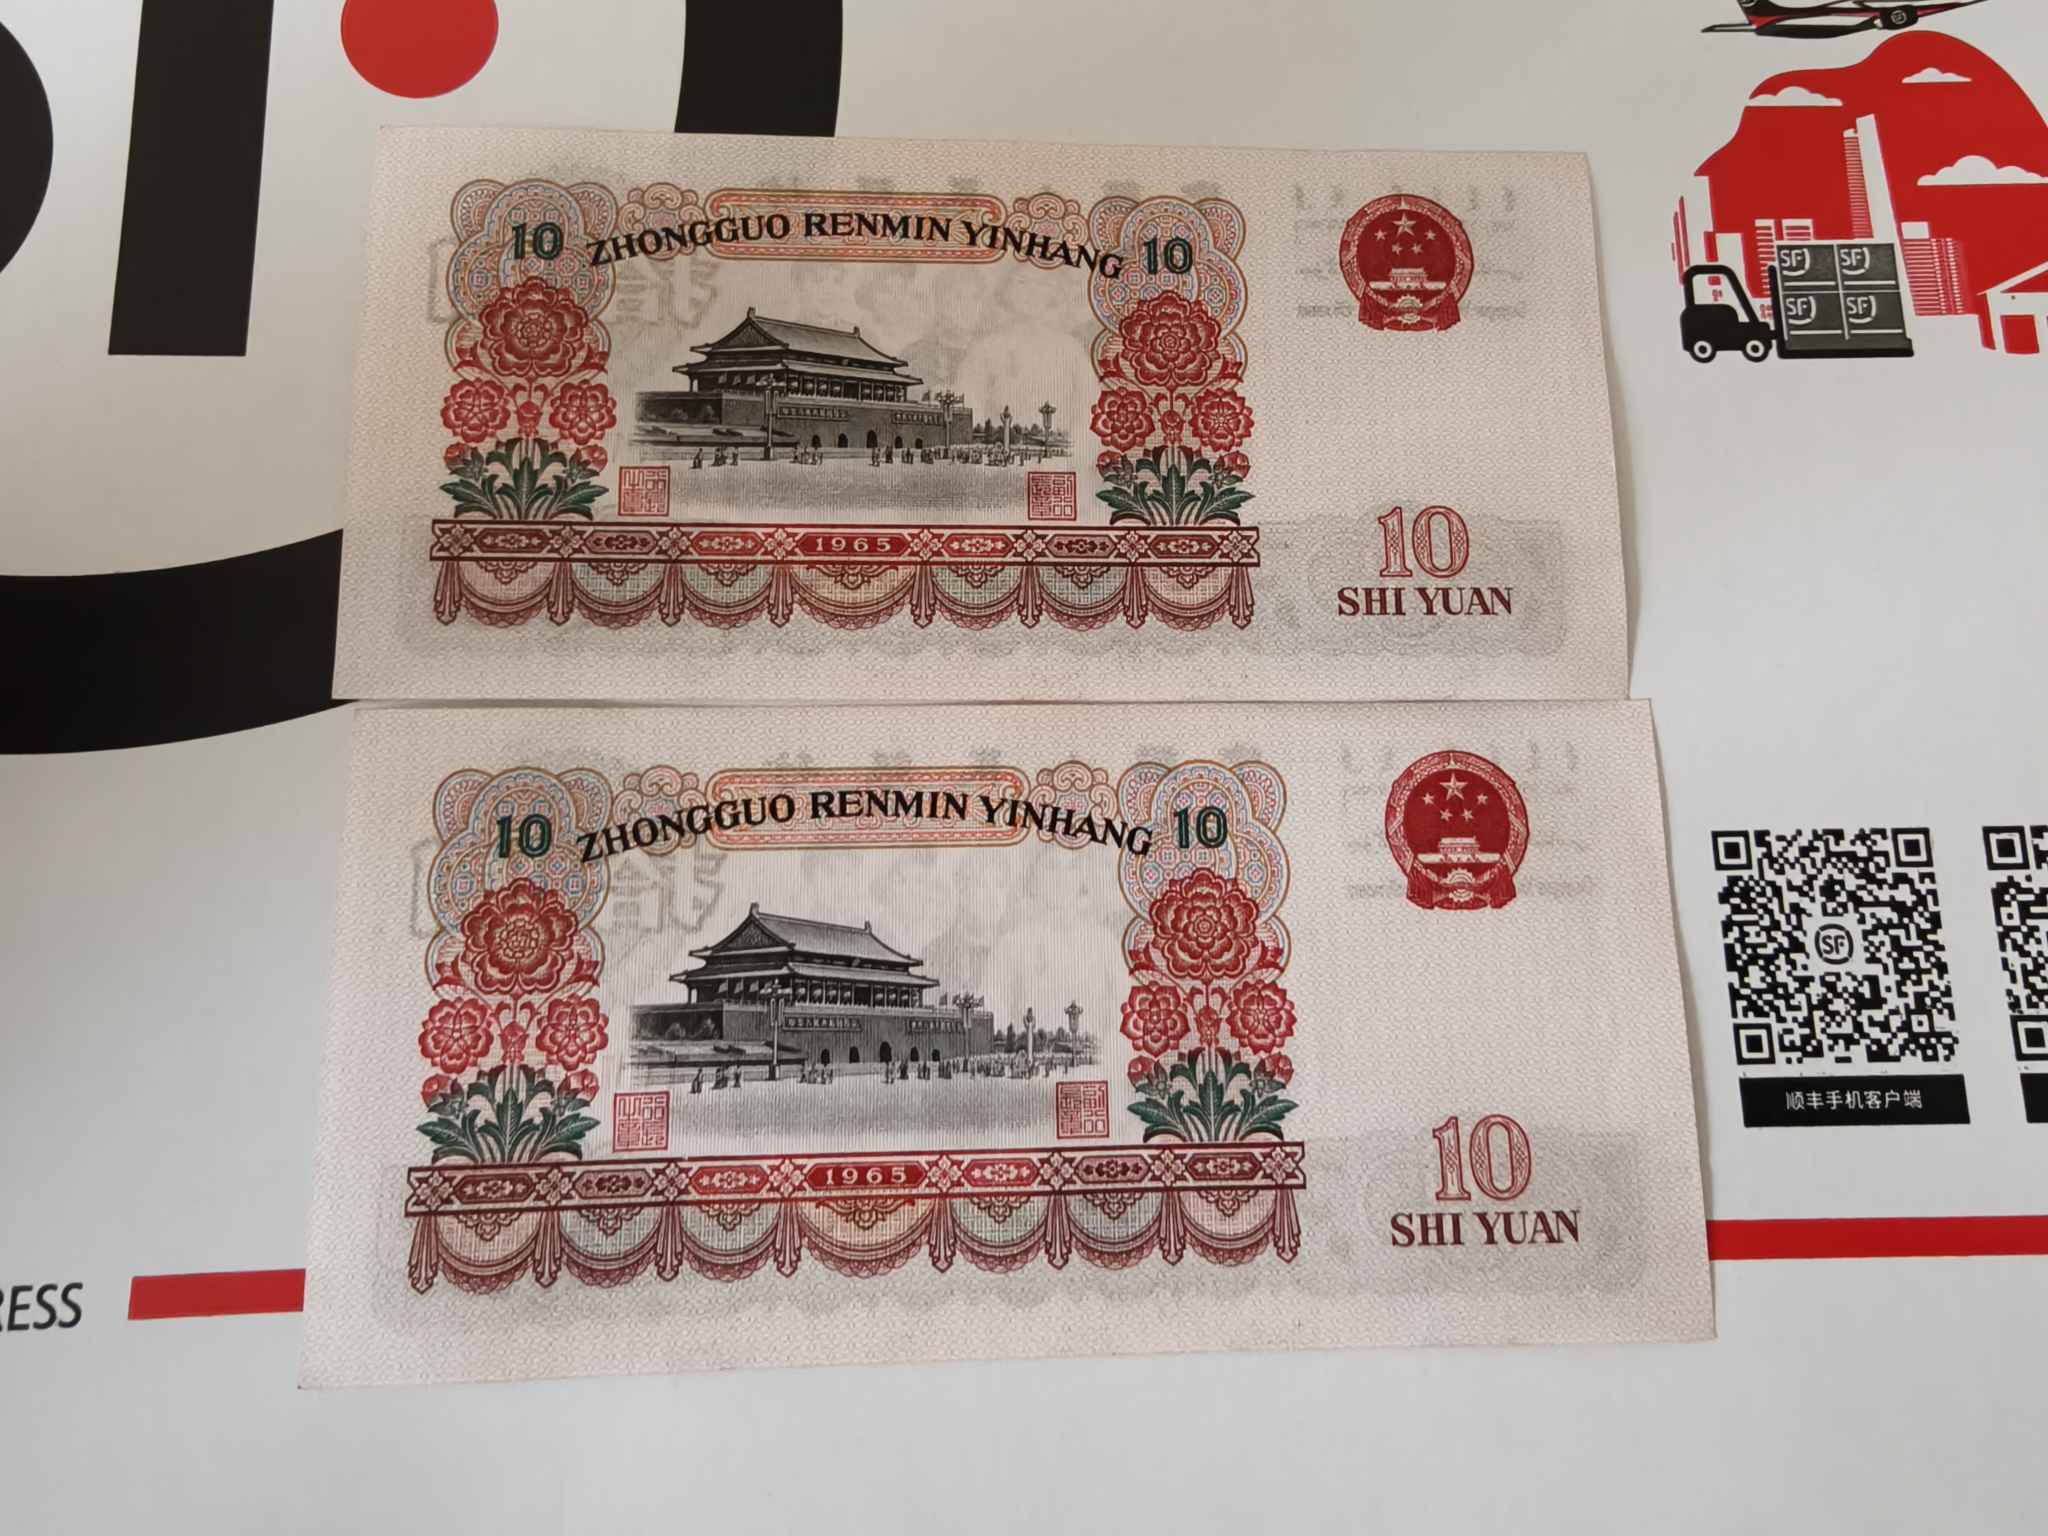 10 ZHONGGUO RENMIN YINHANG 10
1965
10
SHI YUAN
SF SF
SF SF
10 ZHONGGUO RENMIN YINHANG 10
1965
10
SHI YUAN
SF
顺丰手机客户端
RESS